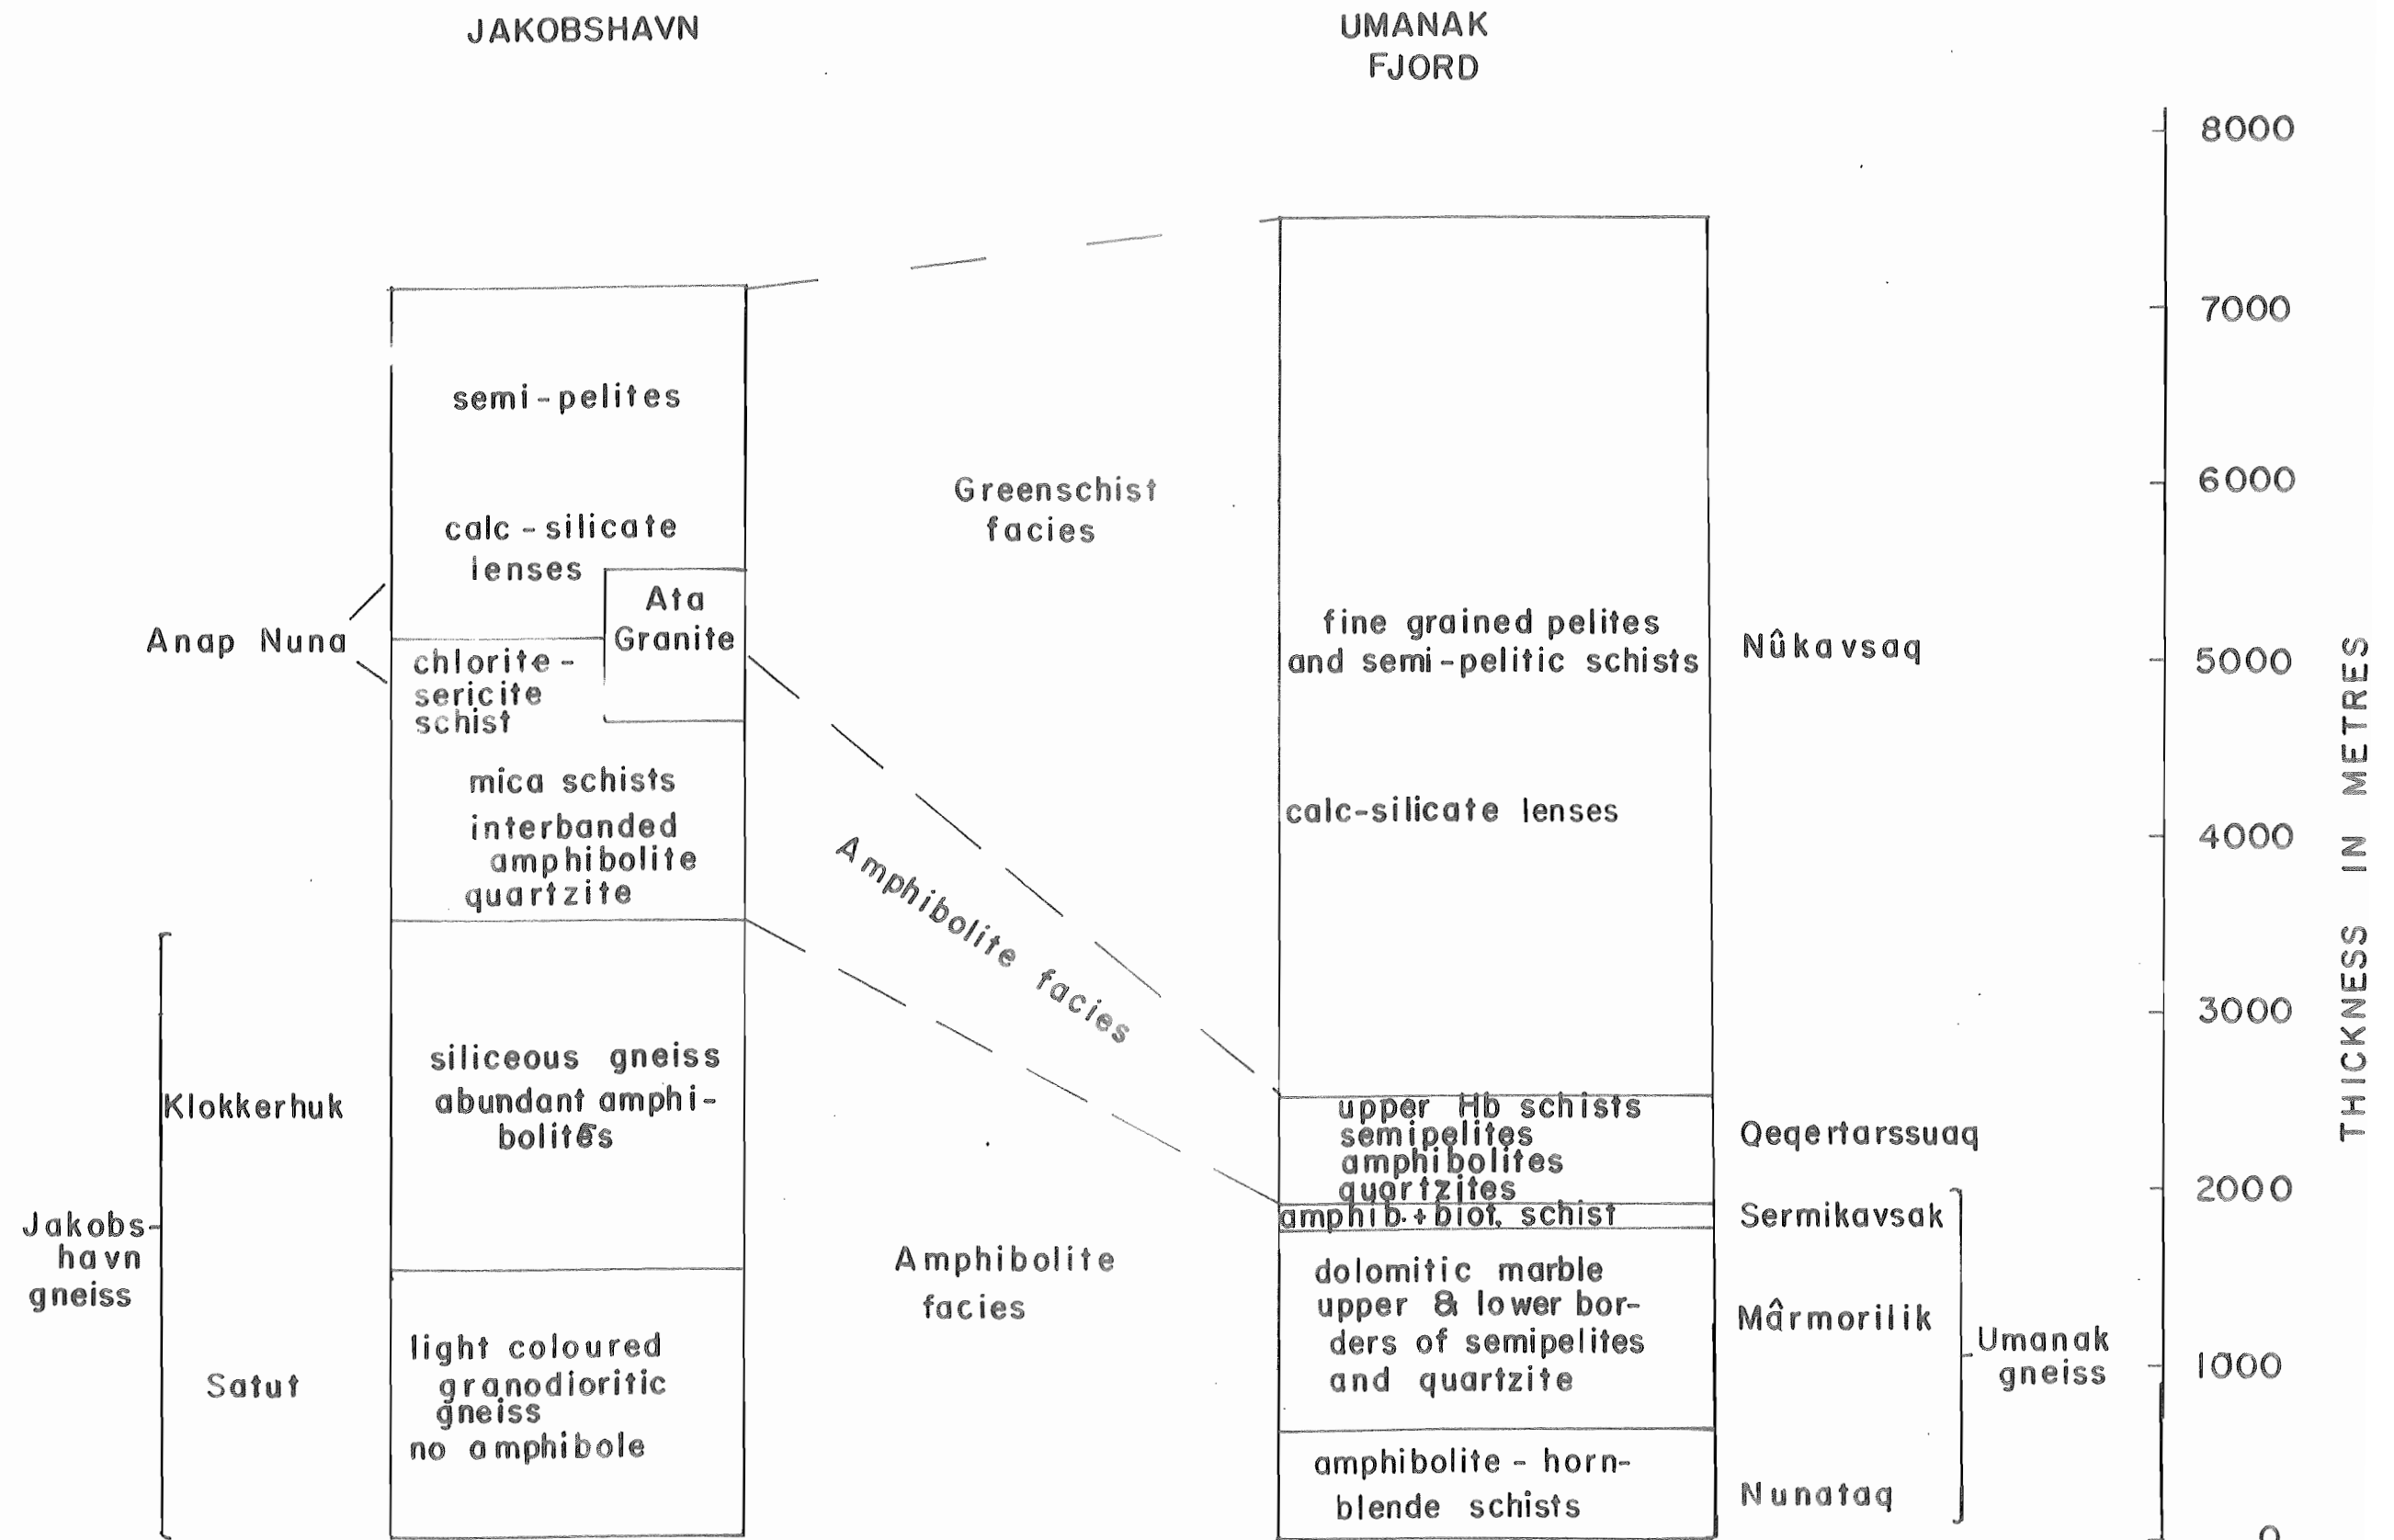 JAKOBSHAVN
UMANAK
FJORD
semi-pelites
calc-silicate
lenses
Ata
Granite
Anap Nuna
chlorite-
sericite
schist
mica schists
interbanded
amphibolite
quartzite
Klokkerhuk
siliceous gneiss
abundant amphi-
bolites
Jakobs-
havn
gneiss
Satut
light coloured
granodioritic
gneiss
no amphibole
Greenschist
facies
Amphibolite facies
Amphibolite
facies
fine grained pelites
and semi-pelitic schists
calc-silicate lenses
upper Hb schists
semipelites
amphibolites
quartzites
amphib.+biot. schist
dolomitic marble
upper & lower bor-
ders of semipelites
and quartzite
amphibolite-horn-
blende schists
Nûkavsaq
Qeqertarssuaq
Sermikavsak
Mârmorilik
Nunataq
Umanak
gneiss
8000
7000
6000
5000
4000
3000
2000
1000
0
THICKNESS IN METRES